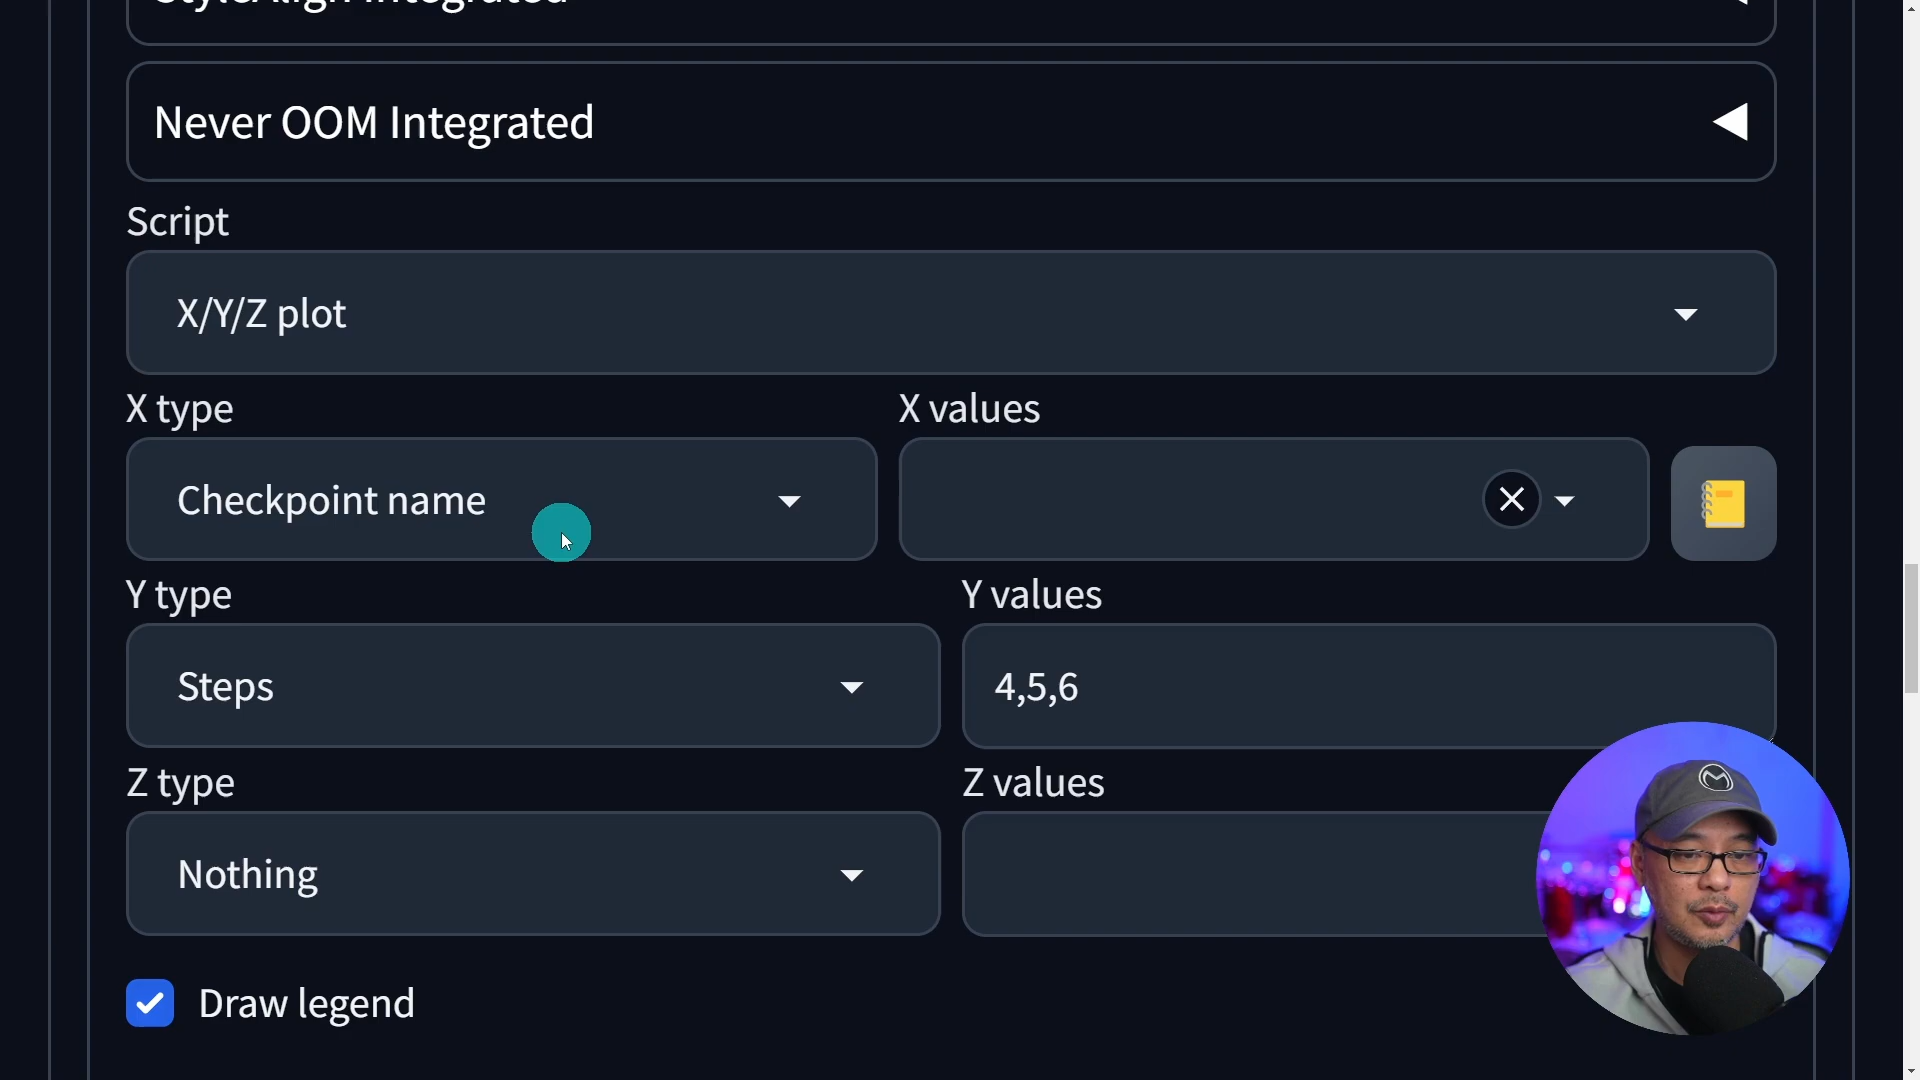 Never OOM Integrated
Script
X/Y/Z plot
X type
X values
Checkpoint name
Y type
Y values
Steps
4,5,6
Z type
Z values
Nothing
Draw legend